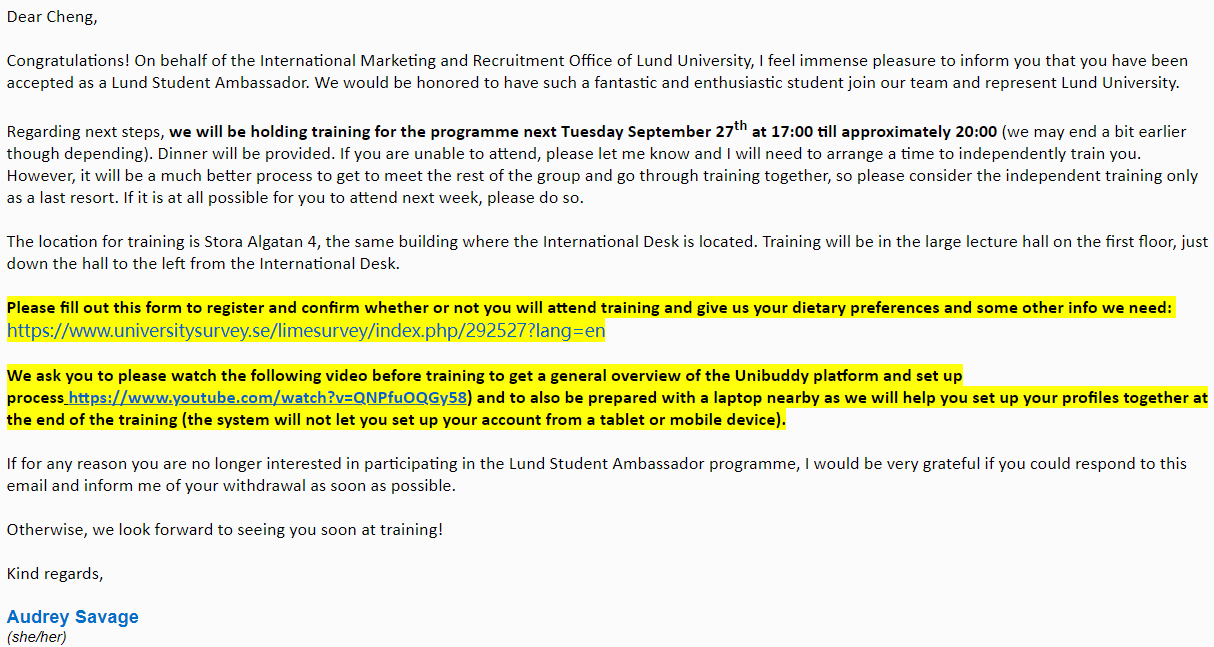 Dear Cheng,
Congratulations! On behalf of the International Marketing and Recruitment Office of Lund University, I feel immense pleasure to inform you that you have been
accepted as a Lund Student Ambassador. We would be honored to have such a fantastic and enthusiastic student join our team and represent Lund University.
Regarding next steps, we will be holding training for the programme next Tuesday September 27th at 17:00 till approximately 20:00 (we may end a bit earlier
though depending). Dinner will be provided. If you are unable to attend, please let me know and I will need to arrange a time to independently train you.
However, it will be a much better process to get to meet the rest of the group and go through training together, so please consider the independent training only
as a last resort. If it is at all possible for you to attend next week, please do so.
The location for training is Stora Algatan 4, the same building where the International Desk is located. Training will be in the large lecture hall on the first floor, just
down the hall to the left from the International Desk.
Please fill out this form to register and confirm whether or not you will attend training and give us your dietary preferences and some other info we need:
https://www.universitysurvey.se/limesurvey/index.php/292527?lang=en
We ask you to please watch the following video before training to get a general overview of the Unibuddy platform and set up
process https://www.youtube.com/watch?v=QNPfuOQGy58) and to also be prepared with a laptop nearby as we will help you set up your profiles together at
the end of the training (the system will not let you set up your account from a tablet or mobile device).
If for any reason you are no longer interested in participating in the Lund Student Ambassador programme, I would be very grateful if you could respond to this
email and inform me of your withdrawal as soon as possible.
Otherwise, we look forward to seeing you soon at training!
Kind regards,
Audrey Savage
(she/her)